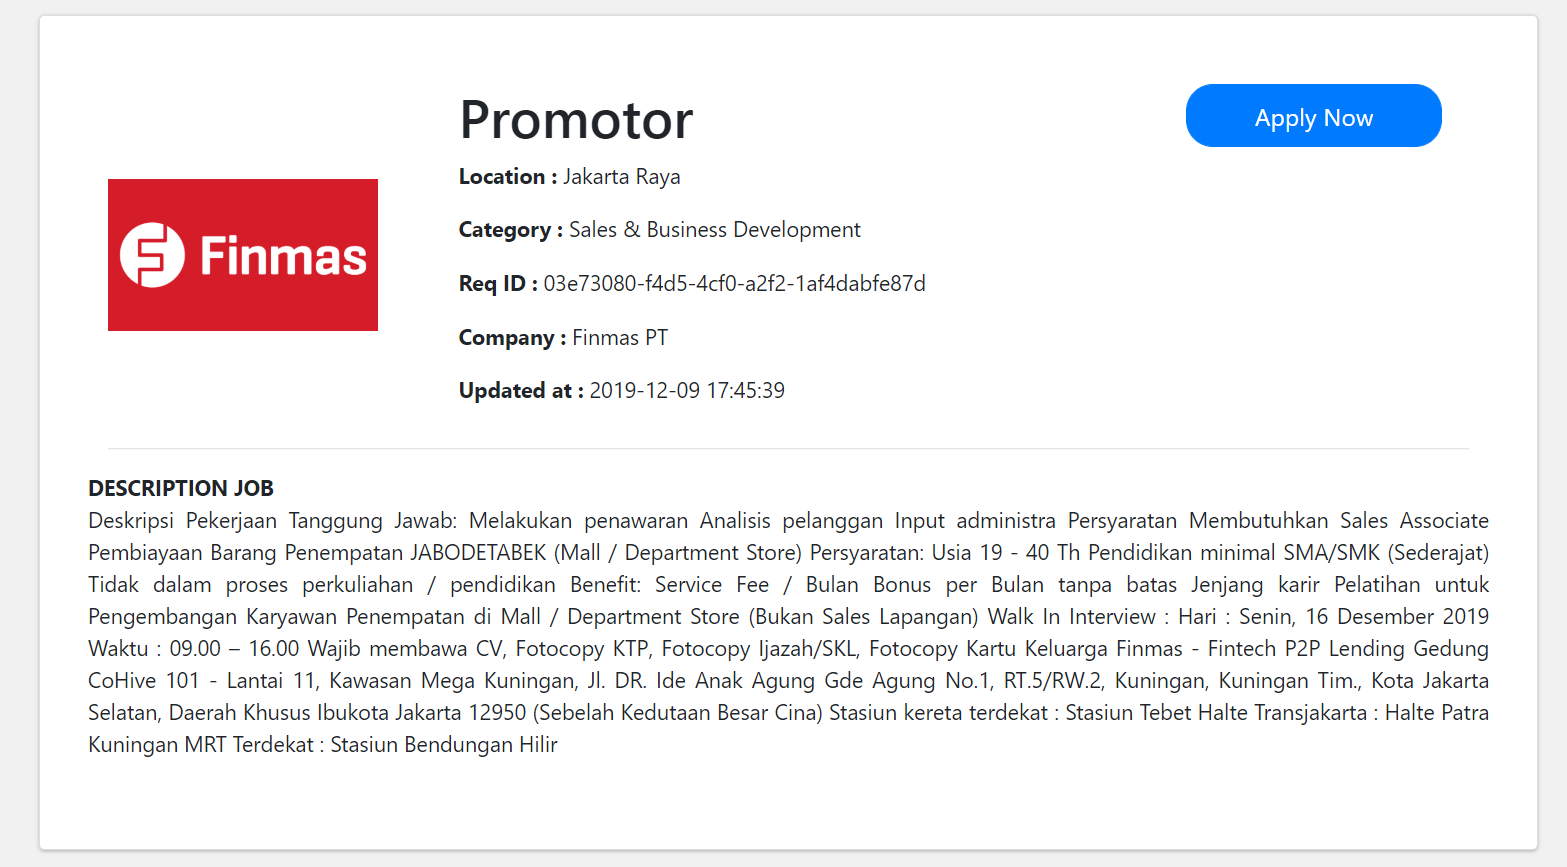 Promotor
Apply Now
Location : Jakarta Raya
Finmas
Category : Sales & Business Development
Req ID : 03e73080-f4d5-4cf0-a2f2-1af4dabfe87d
Company : Finmas PT
Updated at : 2019-12-09 17:45:39
DESCRIPTION JOB
Deskripsi Pekerjaan Tanggung Jawab: Melakukan penawaran Analisis pelanggan Input administra Persyaratan Membutuhkan Sales Associate
Pembiayaan Barang Penempatan JABODETABEK (Mall / Department Store) Persyaratan: Usia 19 - 40 Th Pendidikan minimal SMA/SMK (Sederajat)
Tidak dalam proses perkuliahan / pendidikan Benefit: Service Fee / Bulan Bonus per Bulan tanpa batas Jenjang karir Pelatihan untuk
Pengembangan Karyawan Penempatan di Mall / Department Store (Bukan Sales Lapangan) Walk In Interview : Hari : Senin, 16 Desember 2019
Waktu : 09.00 – 16.00 Wajib membawa CV, Fotocopy KTP, Fotocopy Ijazah/SKL, Fotocopy Kartu Keluarga Finmas - Fintech P2P Lending Gedung
CoHive 101 - Lantai 11, Kawasan Mega Kuningan, Jl. DR. Ide Anak Agung Gde Agung No.1, RT.5/RW.2, Kuningan, Kuningan Tim., Kota Jakarta
Selatan, Daerah Khusus Ibukota Jakarta 12950 (Sebelah Kedutaan Besar Cina) Stasiun kereta terdekat : Stasiun Tebet Halte Transjakarta : Halte Patra
Kuningan MRT Terdekat : Stasiun Bendungan Hilir